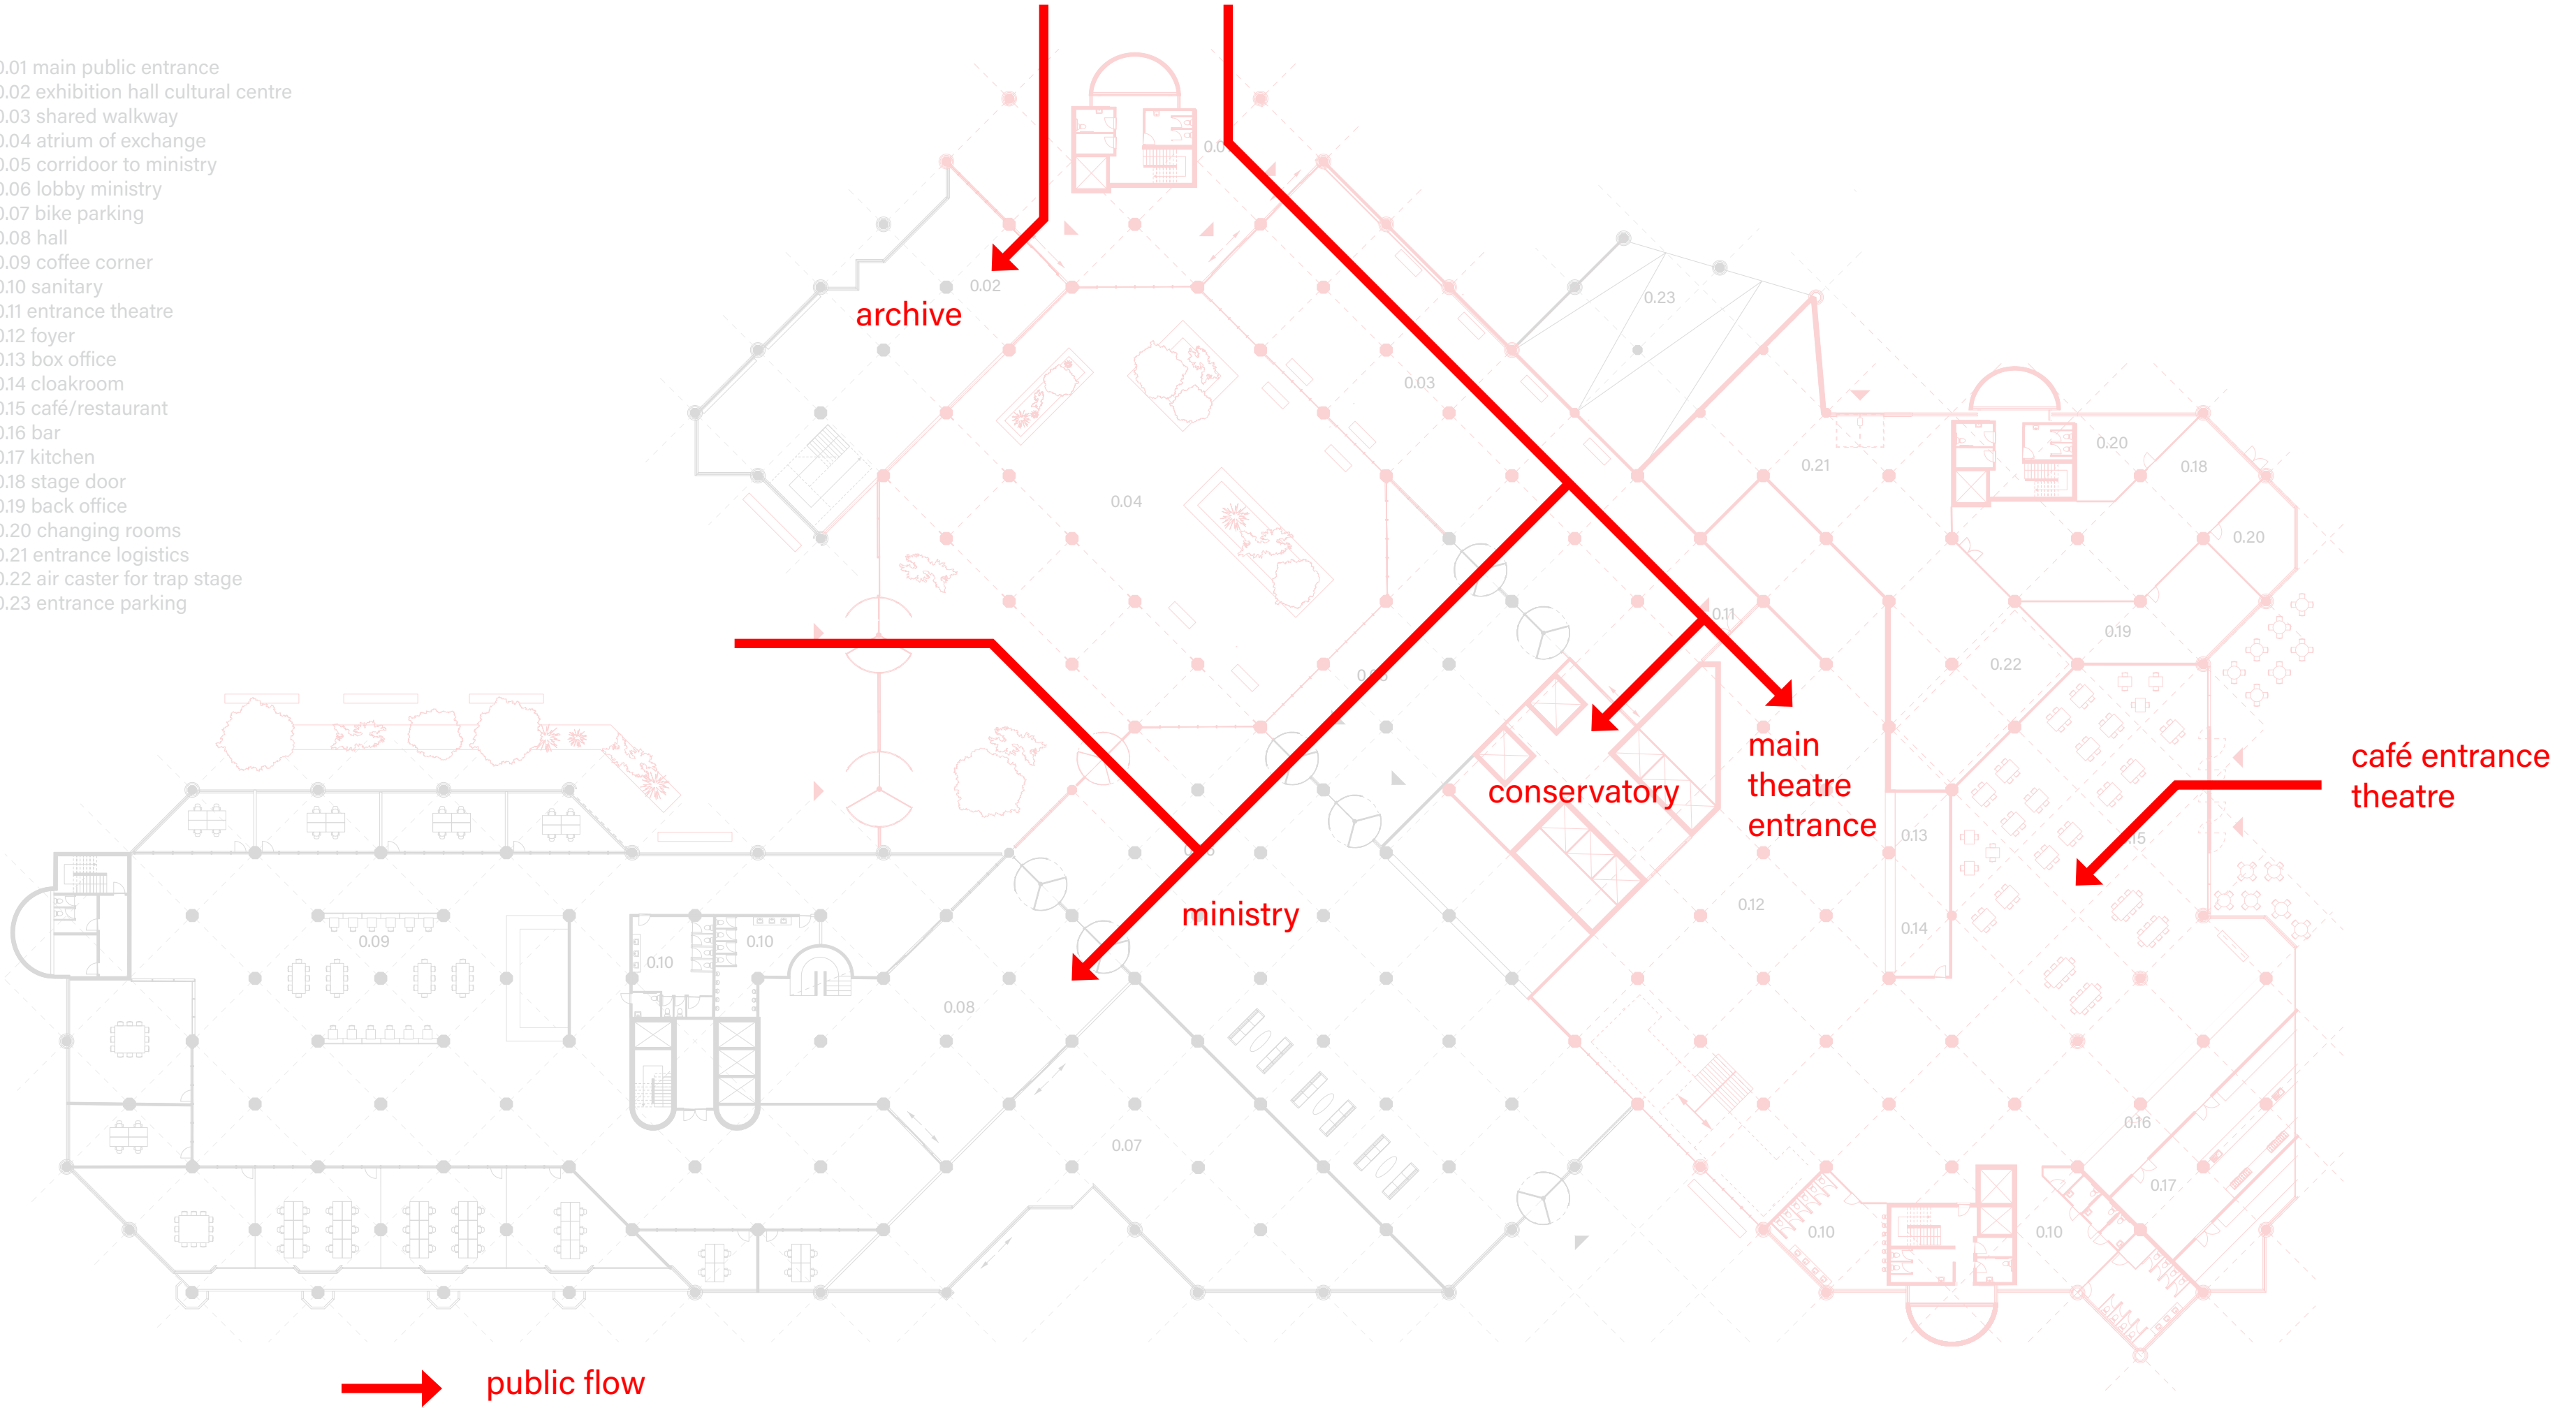 0.01 main public entrance
0.02 exhibition hall cultural centre
0.03 shared walkway
0.04 atrium of exchange
0.05 corridoor to ministry
0.06 lobby ministry
0.07 bike parking
0.08 hall
0.09 coffee corner
0.10 sanitary
0.11 entrance theatre
0.12 foyer
0.13 box office
0.14 cloakroom
0.15 café/restaurant
0.16 bar
0.17 kitchen
0.18 stage door
0.19 back office
0.20 changing rooms
0.21 entrance logistics
0.22 air caster for trap stage
0.23 entrance parking
0.02
archive
0.23
0.03
0.04
0.21
0.20
0.18
0.20
0.11
0.19
0.22
conservatory
main
theatre
entrance
café entrance
theatre
0.13
0.12
0.14
ministry
0.09
0.10
0.10
0.08
0.07
0.16
0.17
0.10
0.10
public flow